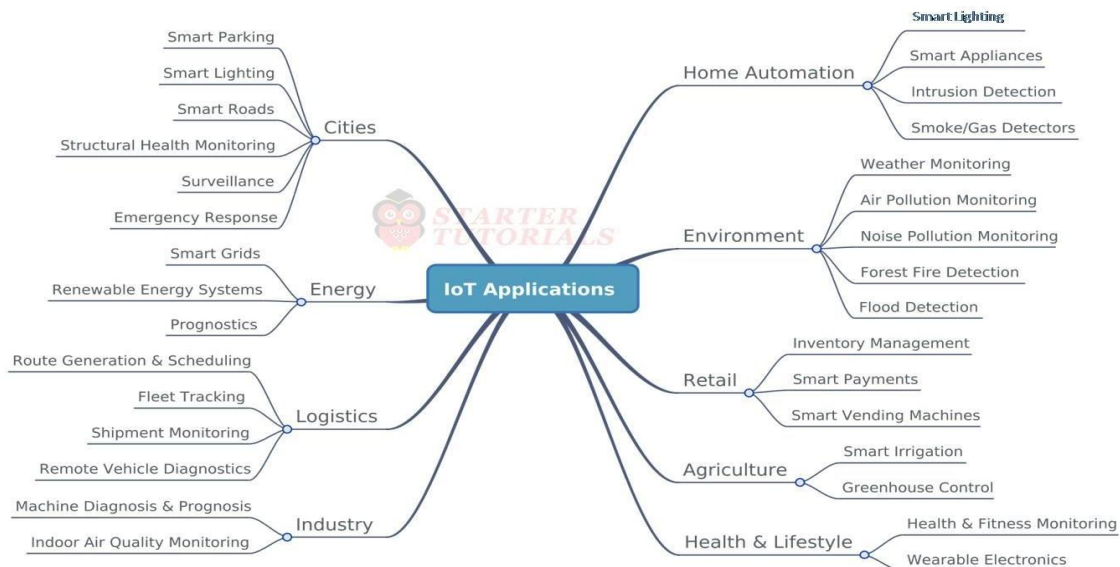 IoT Applications
Cities
Smart Parking
Smart Lighting
Smart Roads
Structural Health Monitoring
Surveillance
Emergency Response
Energy
Smart Grids
Renewable Energy Systems
Prognostics
Logistics
Route Generation & Scheduling
Fleet Tracking
Shipment Monitoring
Remote Vehicle Diagnostics
Industry
Machine Diagnosis & Prognosis
Indoor Air Quality Monitoring
Home Automation
Smart Lighting
Smart Appliances
Intrusion Detection
Smoke/Gas Detectors
Environment
Weather Monitoring
Air Pollution Monitoring
Noise Pollution Monitoring
Forest Fire Detection
Flood Detection
Retail
Inventory Management
Smart Payments
Smart Vending Machines
Agriculture
Smart Irrigation
Greenhouse Control
Health & Lifestyle
Health & Fitness Monitoring
Wearable Electronics
STARTER
TUTORIALS